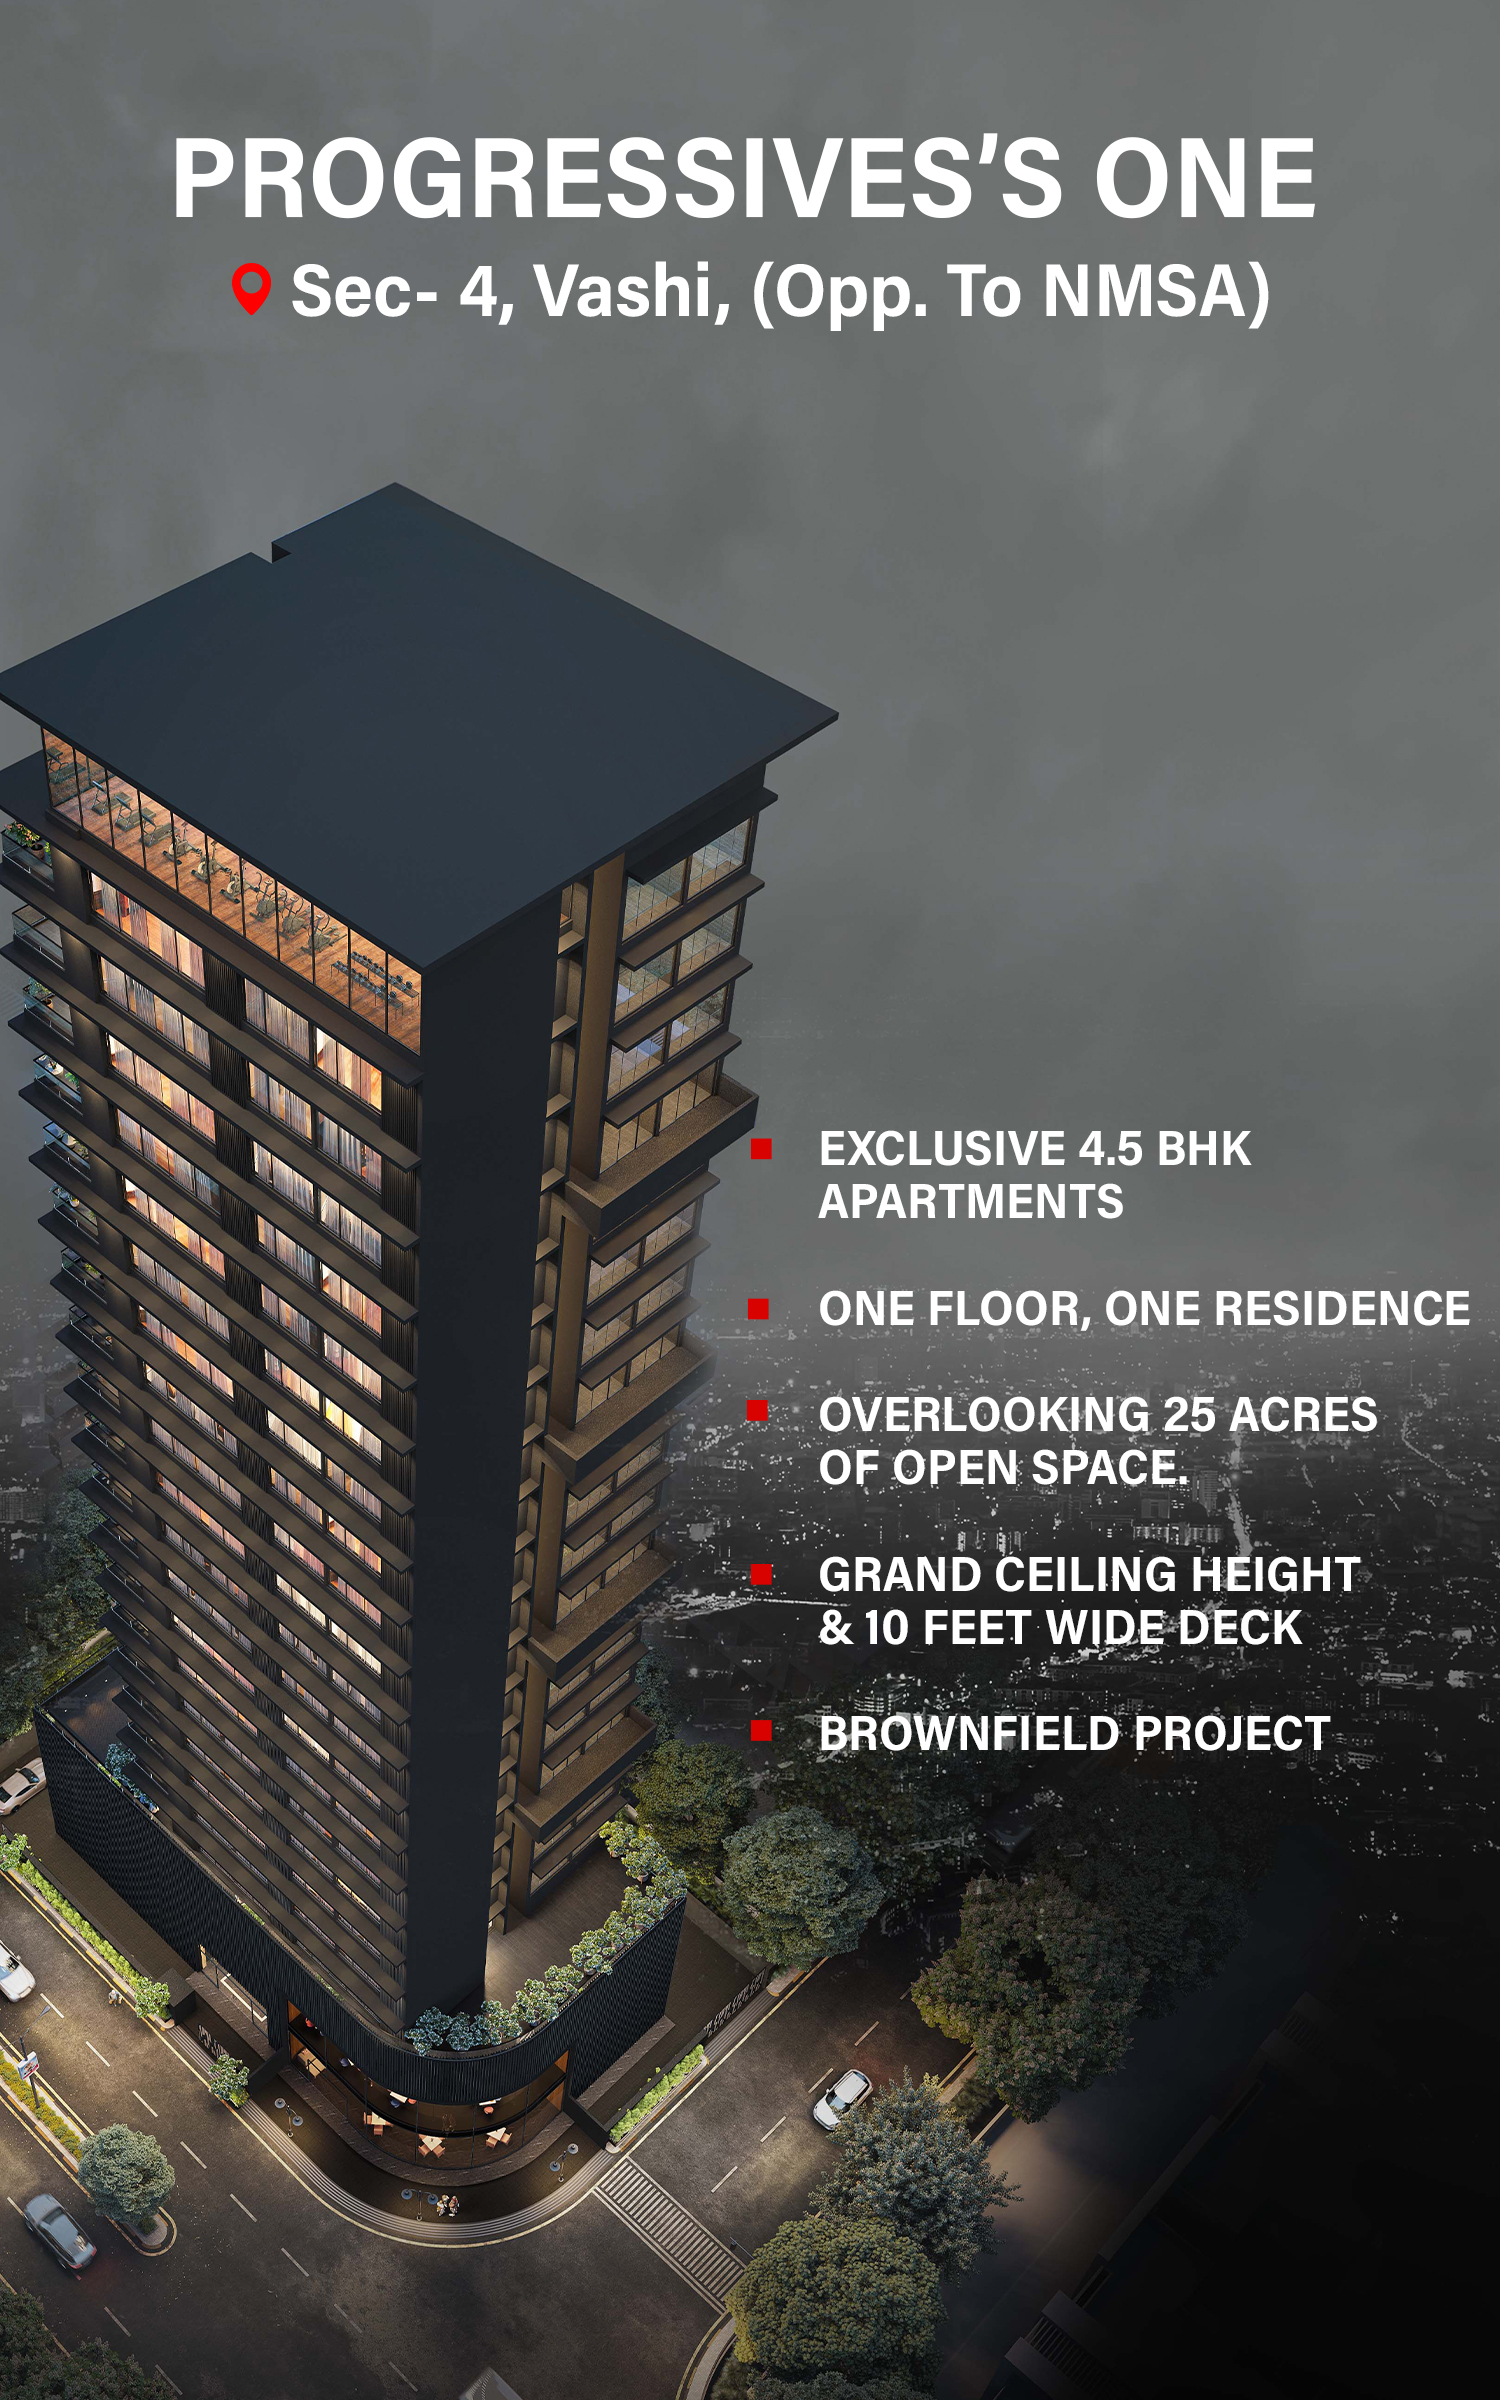 PROGRESSIVES’S ONE
Sec- 4, Vashi, (Opp. To NMSA)
EXCLUSIVE 4.5 BHK
APARTMENTS
ONE FLOOR, ONE RESIDENCE
OVERLOOKING 25 ACRES
OF OPEN SPACE.
GRAND CEILING HEIGHT
& 10 FEET WIDE DECK
BROWNFIELD PROJECT